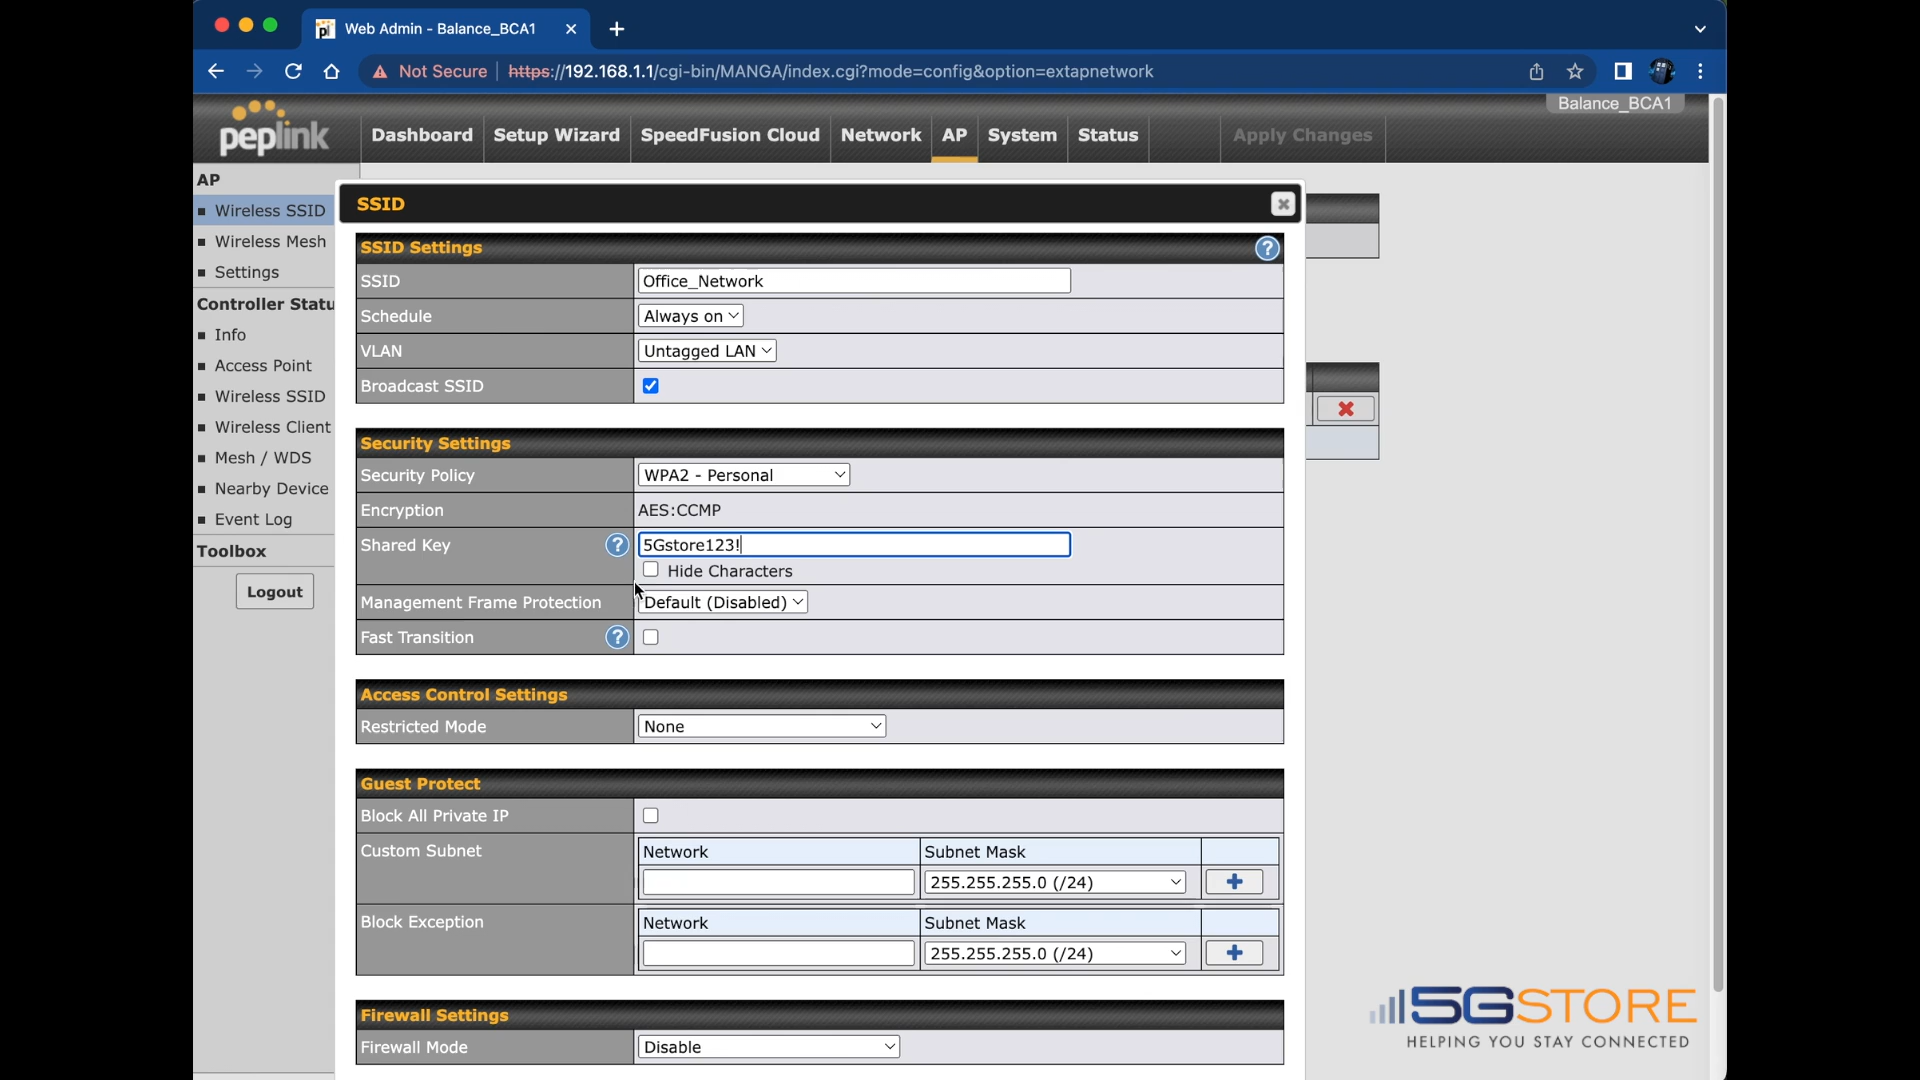 Web Admin - Balance_BCA1
Not Secure https://192.168.1.1/cgi-bin/MANGA/index.cgi?mode=config&option=extapnetwork
Balance_BCA1
peplink Dashboard Setup Wizard SpeedFusion Cloud Network AP System Status Apply Changes
AP
Wireless SSID
Wireless Mesh
Settings
Controller Statu
Info
Access Point
Wireless SSID
Wireless Client
Mesh / WDS
Nearby Device
Event Log
Toolbox
Logout
SSID
SSID Settings
SSID Office_Network
Schedule Always on
VLAN Untagged LAN
Broadcast SSID
Security Settings
Security Policy WPA2 - Personal
Encryption AES:CCMP
Shared Key 5Gstore123!
Hide Characters
Management Frame Protection Default (Disabled)
Fast Transition
Access Control Settings
Restricted Mode None
Guest Protect
Block All Private IP
Custom Subnet Network Subnet Mask
255.255.255.0 (/24)
Block Exception Network Subnet Mask
255.255.255.0 (/24)
Firewall Settings
Firewall Mode Disable
5GSTORE
HELPING YOU STAY CONNECTED